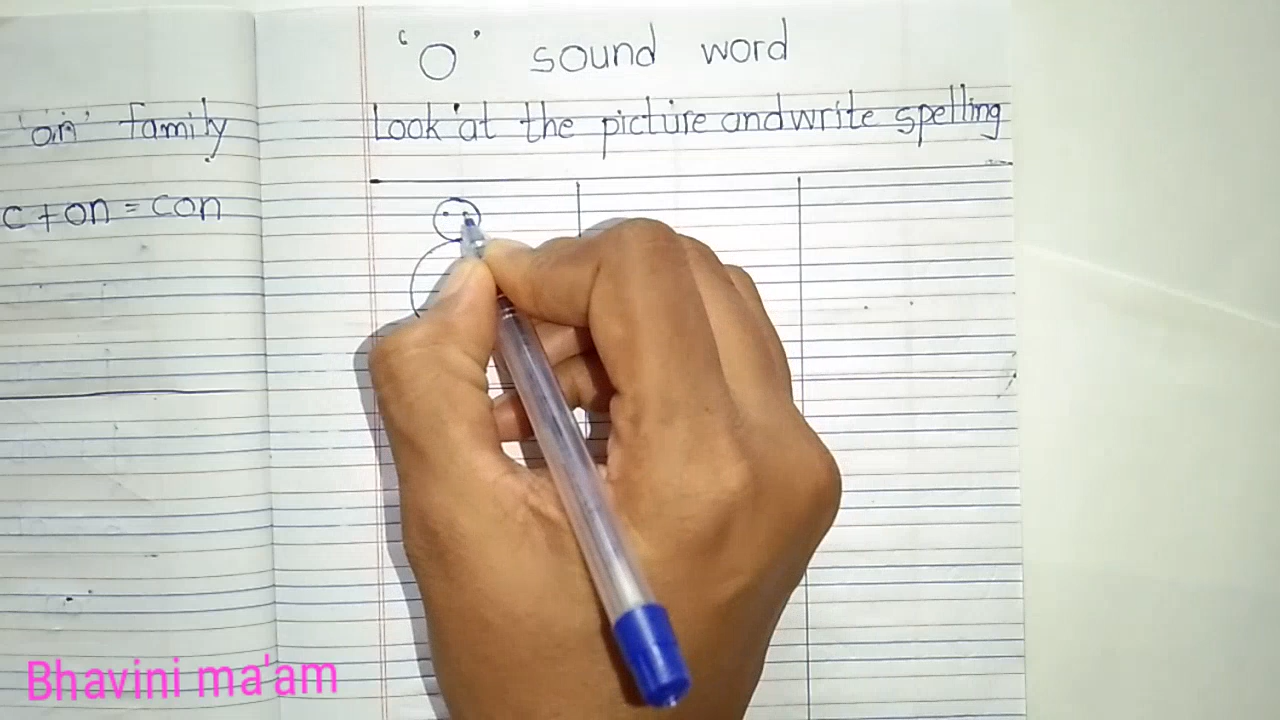 'on' family
c + on = con
'O' sound word
Look at the picture and write spelling
Bhavini ma'am